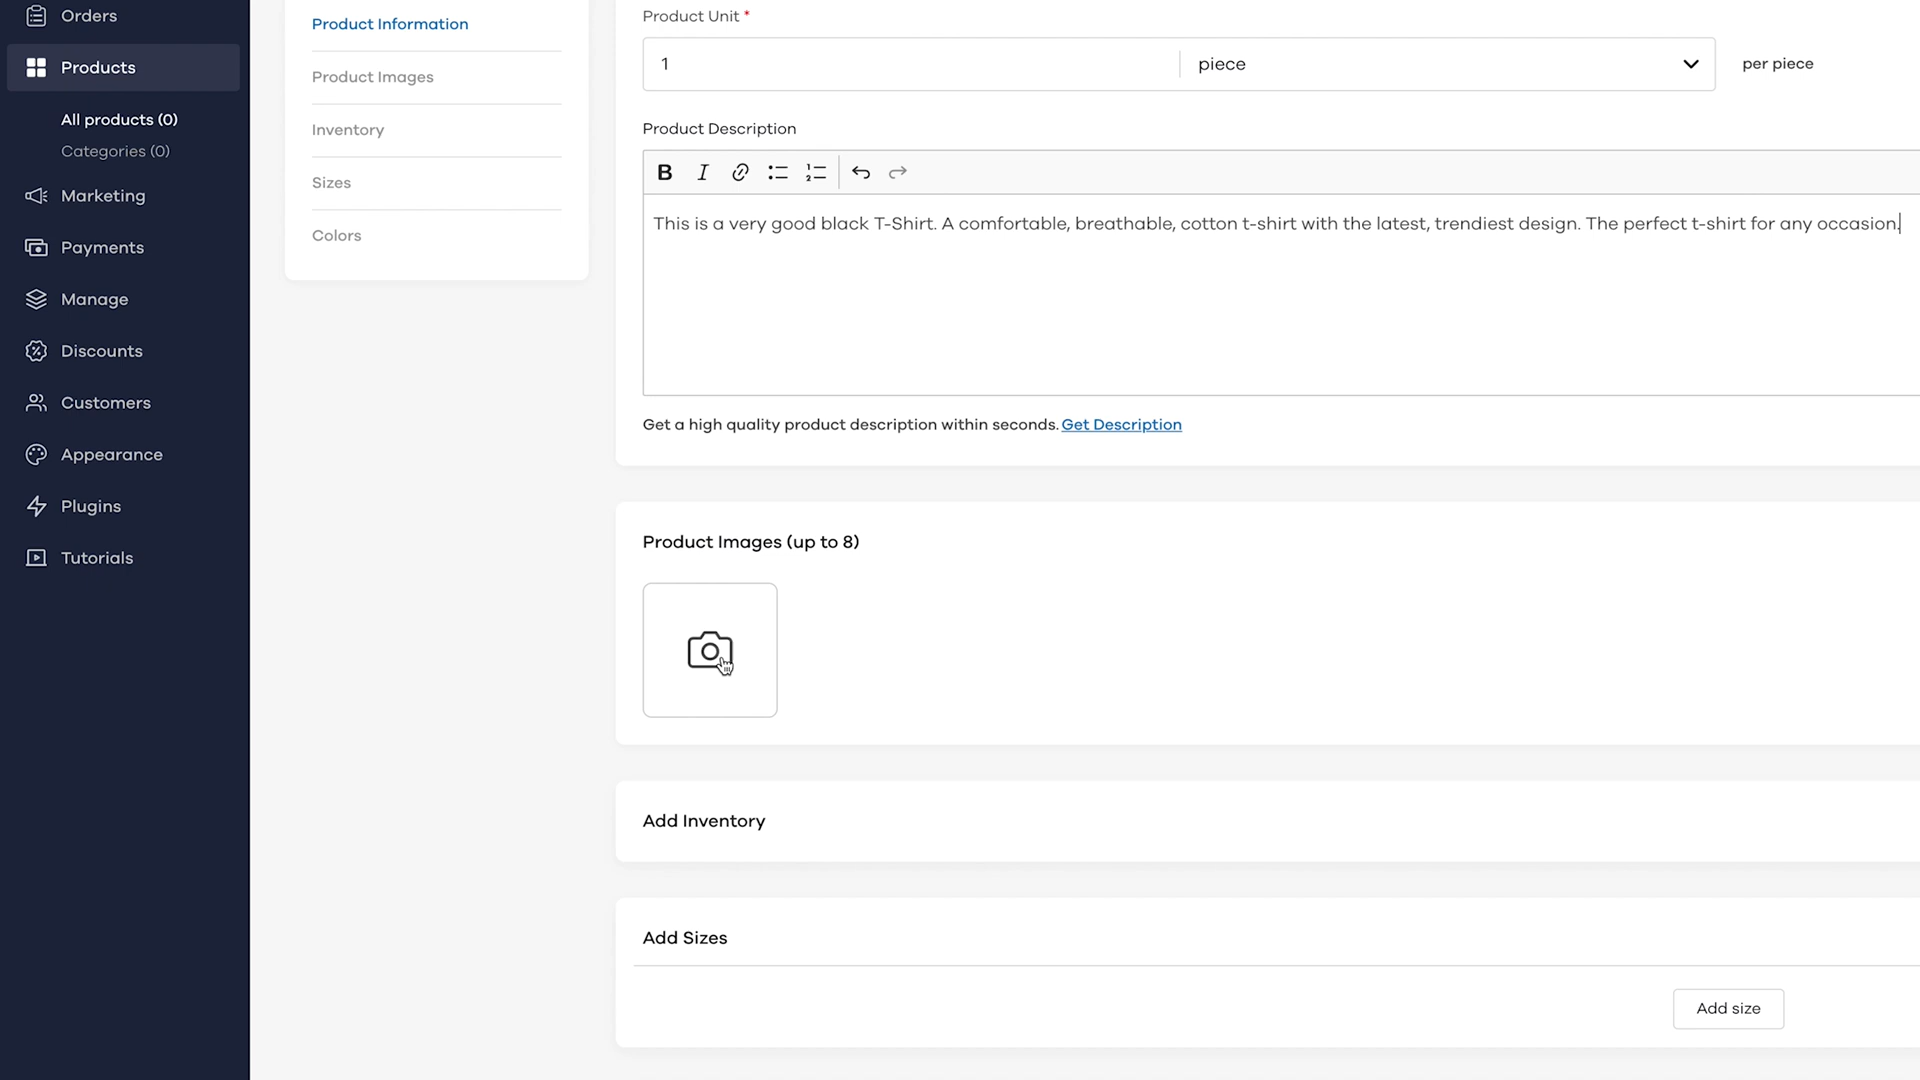 Orders
Products
All products (0)
Categories (0)
Marketing
Payments
Manage
Discounts
Customers
Appearance
Plugins
Tutorials
Product Information
Product Images
Inventory
Sizes
Colors
Product Unit *
1 piece per piece
Product Description
This is a very good black T-Shirt. A comfortable, breathable, cotton t-shirt with the latest, trendiest design. The perfect t-shirt for any occasion.
Get a high quality product description within seconds. Get Description
Product Images (up to 8)
Add Inventory
Add Sizes
Add size